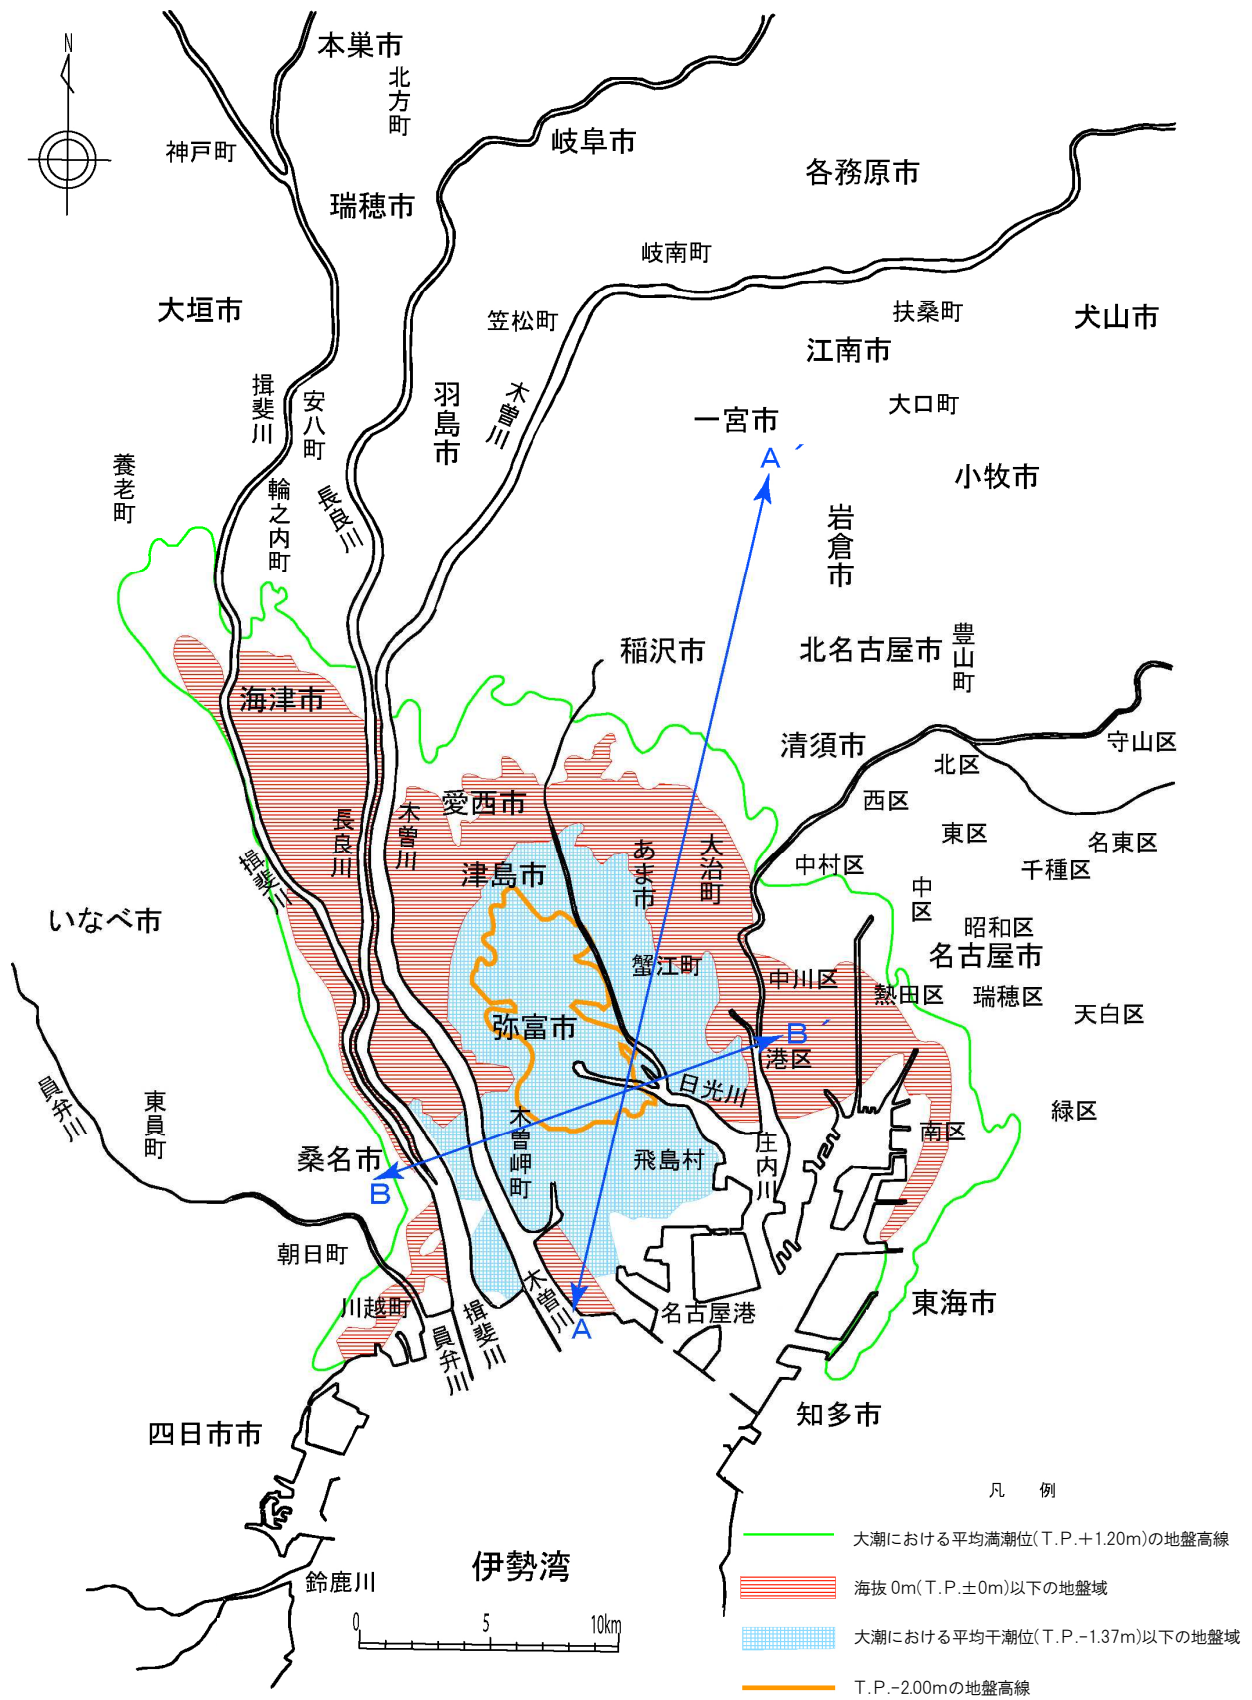 N
本巣市
北方町
神戸町
岐阜市
各務原市
瑞穂市
岐南町
大垣市
笠松町
扶桑町
犬山市
江南市
揖斐川
安八町
羽島市
木曽川
大口町
一宮市
A´
養老町
輪之内町
長良川
小牧市
岩倉市
稲沢市
北名古屋市
豊山町
海津市
清須市
守山区
北区
西区
愛西市
木曽川
長良川
東区
名東区
大治町
あま市
中村区
千種区
津島市
揖斐川
中区
いなべ市
昭和区
名古屋市
蟹江町
中川区
熱田区
瑞穂区
天白区
弥富市
B´
港区
員弁川
東員町
日光川
緑区
木曽岬町
南区
庄内川
桑名市
飛島村
B
朝日町
川越町
木曽川
名古屋港
東海市
A
揖斐川
員弁川
四日市市
知多市
伊勢湾
鈴鹿川
0 5 10km
凡 例
大潮における平均満潮位(T.P.+1.20m)の地盤高線
海抜 0m(T.P.±0m)以下の地盤域
大潮における平均干潮位(T.P.-1.37m)以下の地盤域
T.P.-2.00mの地盤高線